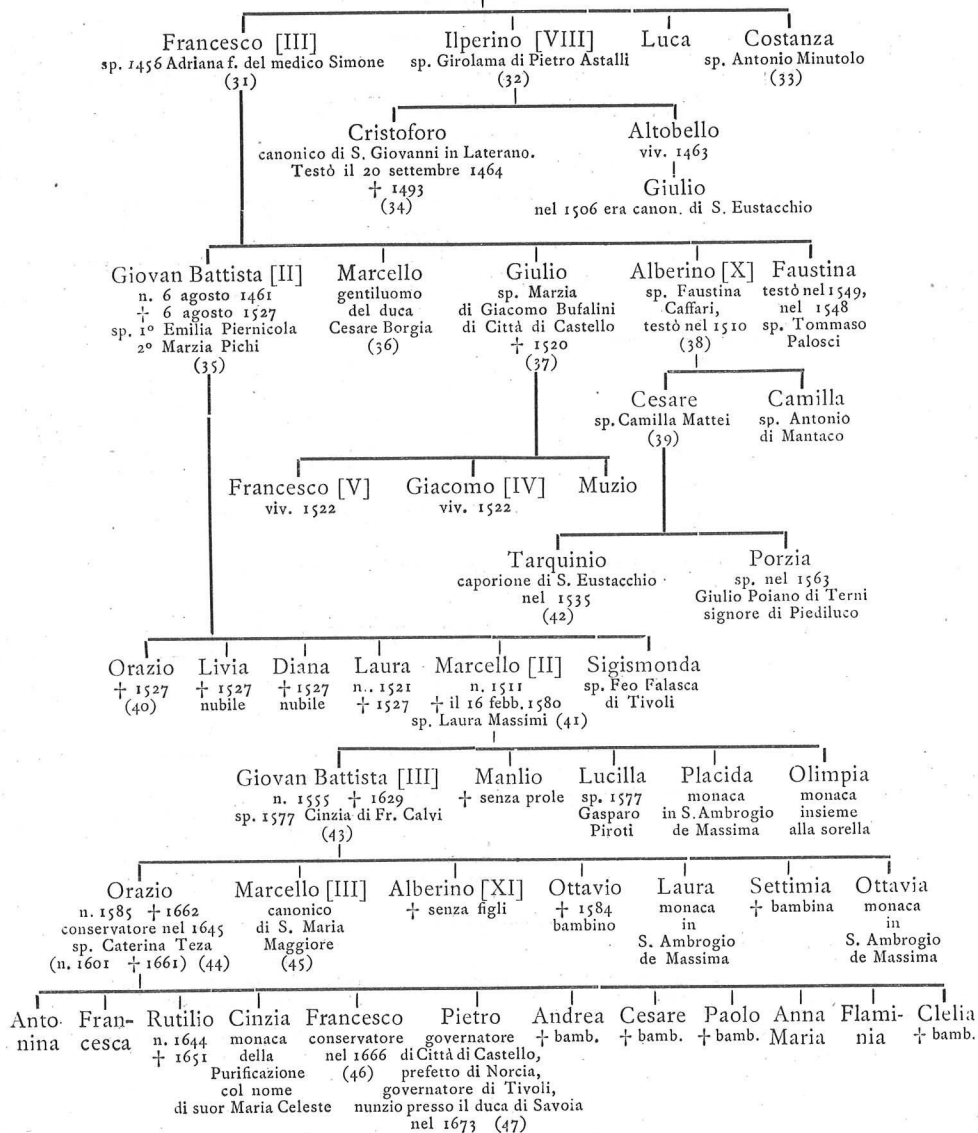 Francesco [III]
sp. 1456 Adriana f. del medico Simone
(31)
Ilperino [VIII]
sp. Girolama di Pietro Astalli
(32)
Luca
Costanza
sp. Antonio Minutolo
(33)
Cristoforo
canonico di S. Giovanni in Laterano.
Testò il 20 settembre 1464
† 1493
(34)
Altobello
viv. 1463
Giulio
nel 1506 era canon. di S. Eustacchio
Giovan Battista [II]
n. 6 agosto 1461
† 6 agosto 1527
sp. 1º Emilia Piernicola
2º Marzia Pichi
(35)
Marcello
gentiluomo
del duca
Cesare Borgia
(36)
Giulio
sp. Marzia
di Giacomo Bufalini
di Città di Castello
† 1520
(37)
Alberino [X]
sp. Faustina
Caffari,
testò nel 1510
(38)
Faustina
testò nel 1549,
nel 1548
sp. Tommaso
Palosci
Cesare
sp. Camilla Mattei
(39)
Camilla
sp. Antonio
di Mantaco
Francesco [V]
viv. 1522
Giacomo [IV]
viv. 1522
Muzio
Tarquinio
caporione di S. Eustacchio
nel 1535
(42)
Porzia
sp. nel 1563
Giulio Poiano di Terni
signore di Piediluco
Orazio
† 1527
(40)
Livia
† 1527
nubile
Diana
† 1527
nubile
Laura
n.. 1521
† 1527
Marcello [II]
n. 1511
† il 16 febb. 1580
sp. Laura Massimi (41)
Sigismonda
sp. Feo Falasca
di Tivoli
Giovan Battista [III]
n. 1555 † 1629
sp. 1577 Cinzia di Fr. Calvi
(43)
Manlio
† senza prole
Lucilla
sp. 1577
Gasparo
Piroti
Placida
monaca
in S. Ambrogio
de Massima
Olimpia
monaca
insieme
alla sorella
Orazio
n. 1585 † 1662
conservatore nel 1645
sp. Caterina Teza
(n. 1601 † 1661) (44)
Marcello [III]
canonico
di S. Maria
Maggiore
(45)
Alberino [XI]
† senza figli
Ottavio
† 1584
bambino
Laura
monaca
in
S. Ambrogio
de Massima
Settimia
† bambina
Ottavia
monaca
in
S. Ambrogio
de Massima
Anto-
nina
Fran-
cesca
Rutilio
n. 1644
† 1651
Cinzia
monaca
della
Purificazione
col nome
di suor Maria Celeste
Francesco
conservatore
nel 1666
(46)
Pietro
governatore
di Città di Castello,
prefetto di Norcia,
governatore di Tivoli,
nunzio presso il duca di Savoia
nel 1673 (47)
Andrea
† bamb.
Cesare
† bamb.
Paolo
† bamb.
Anna
Maria
Flami-
nia
Clelia
† bamb.